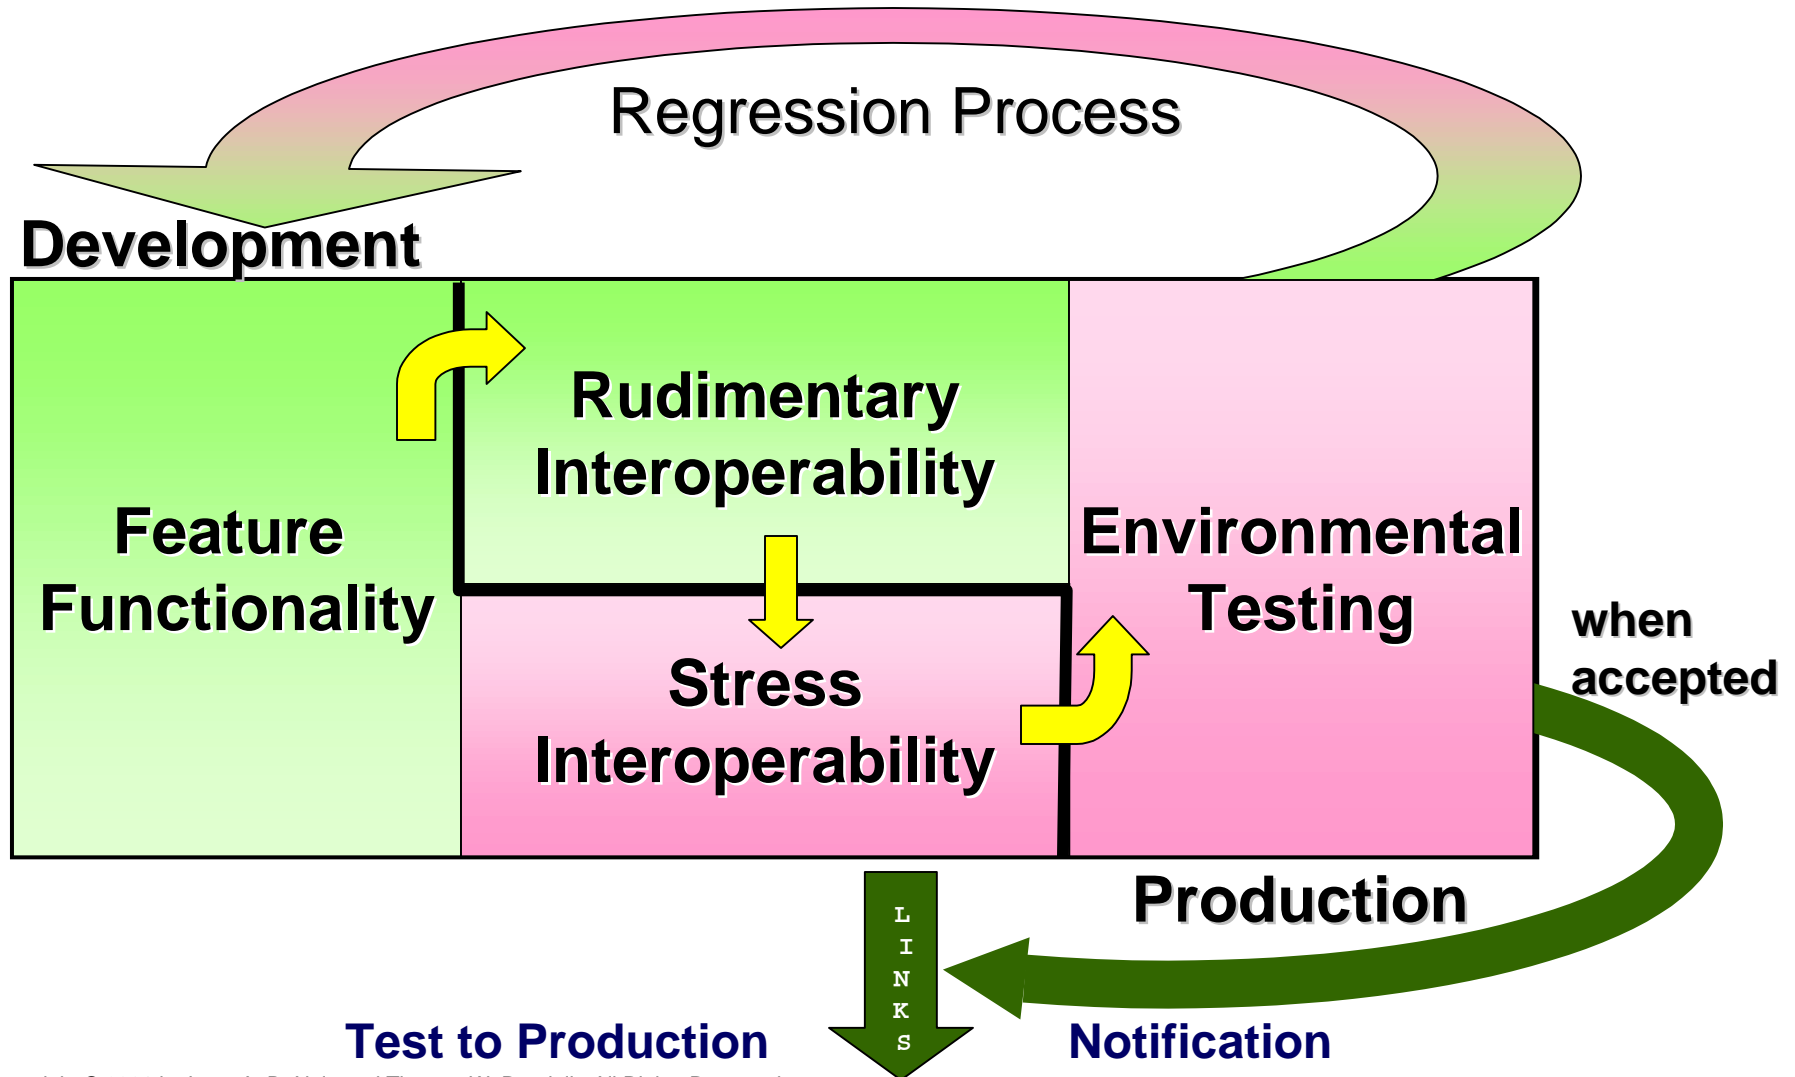 Regression Process
Development
Feature
Functionality
Rudimentary
Interoperability
Stress
Interoperability
Environmental
Testing
when
accepted
Production
L
I
N
K
S
Test to Production
Notification